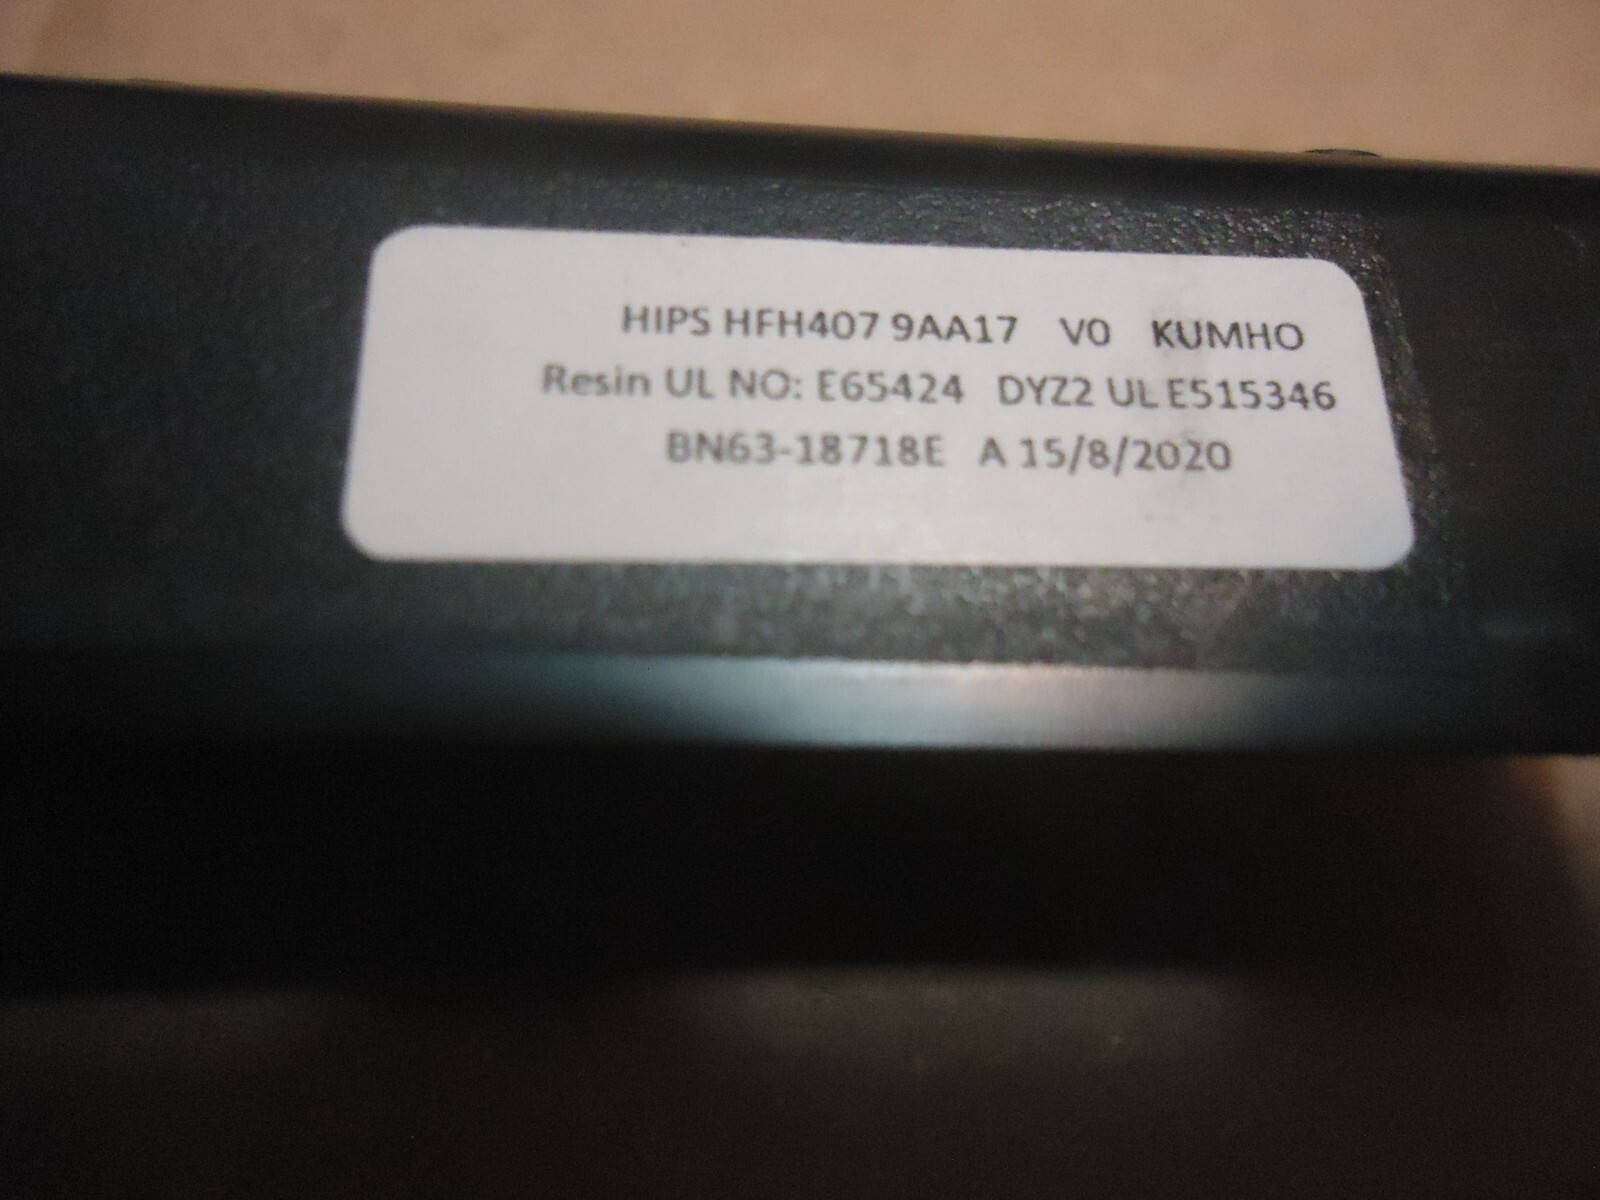 HIPS HFH407 9AA17 V0 KUMHO
Resin UL NO: E65424 DYZ2 UL E515346
BN63-18718E A 15/8/2020